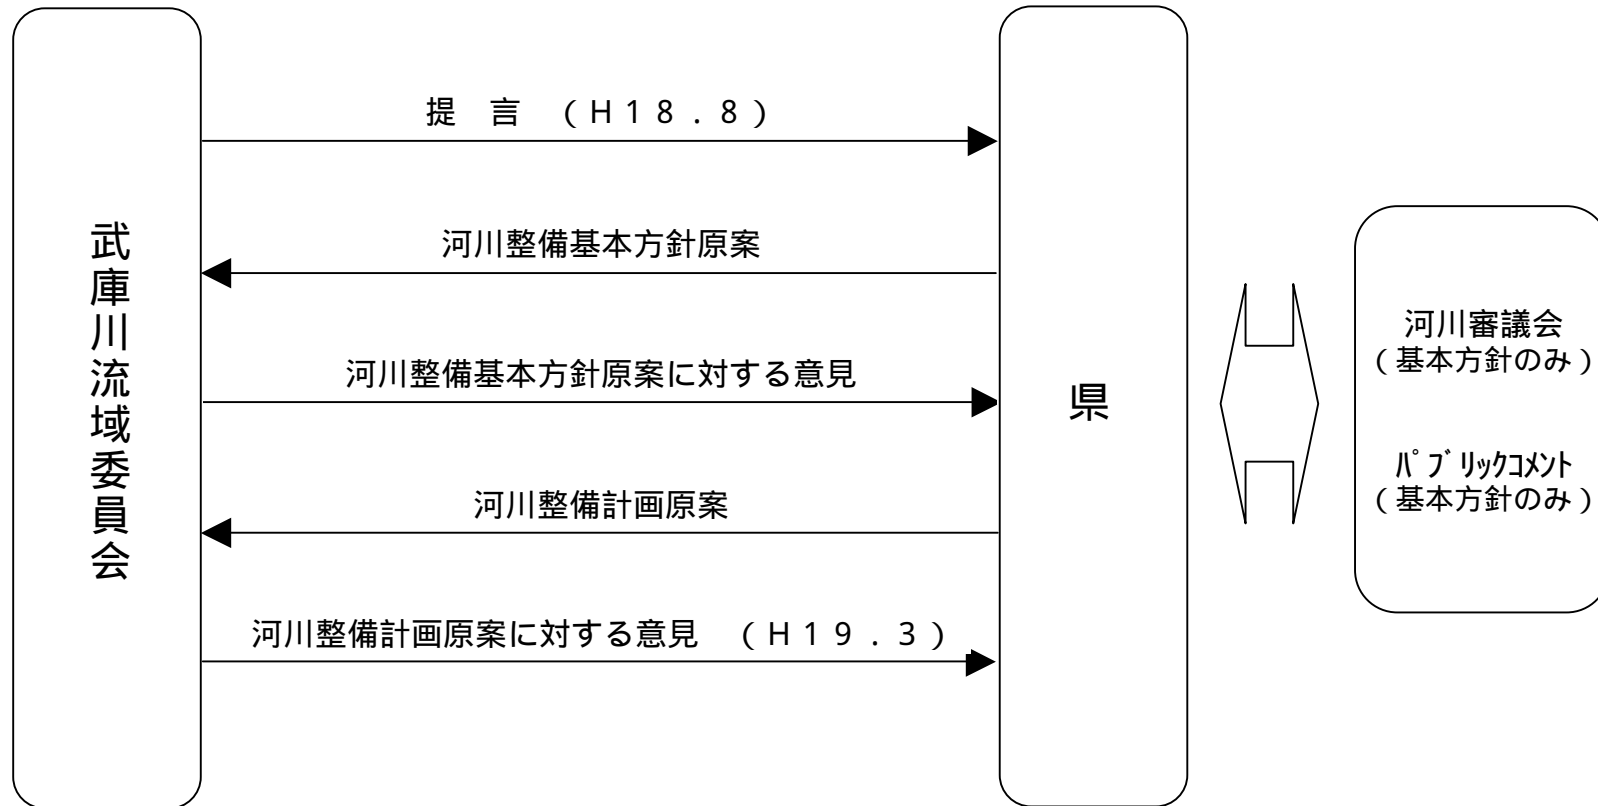 武庫川流域委員会
提　言　（Ｈ１８．８）
河川整備基本方針原案
河川整備基本方針原案に対する意見
河川整備計画原案
河川整備計画原案に対する意見　（Ｈ１９．３）
県
河川審議会
（基本方針のみ）
ﾊﾟﾌﾞﾘｯｸｺﾒﾝﾄ
（基本方針のみ）